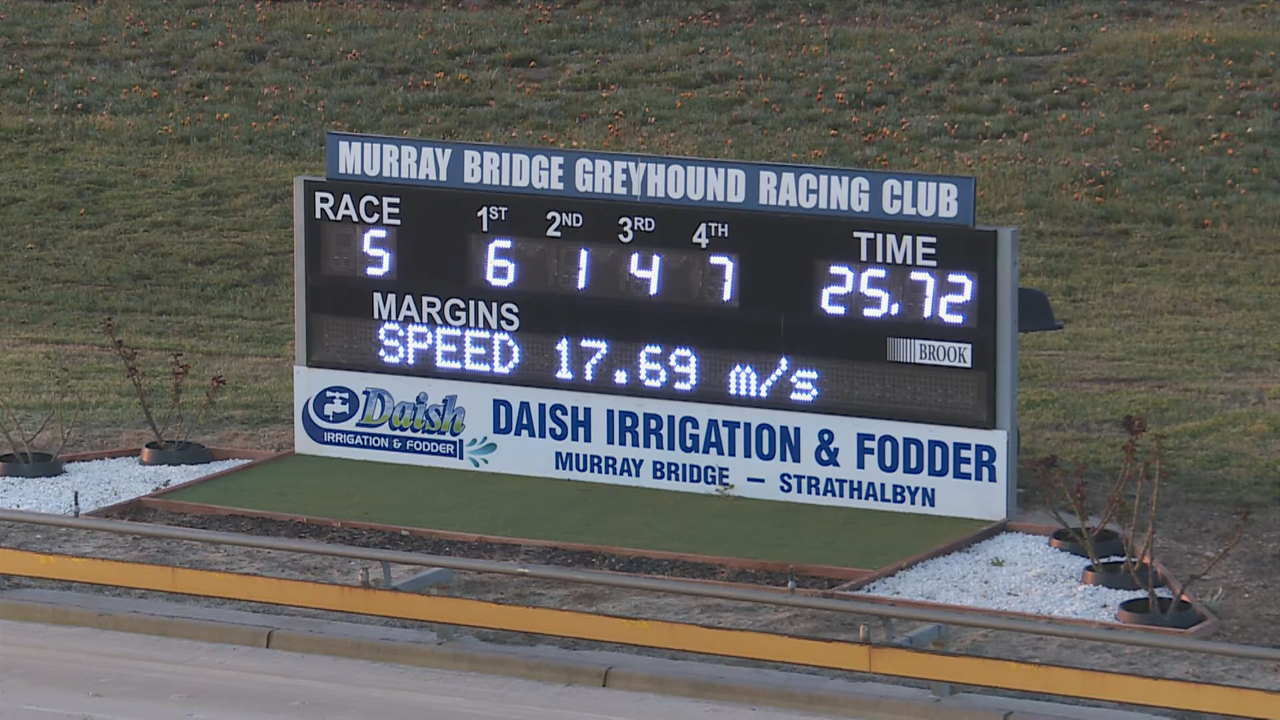 MURRAY BRIDGE GREYHOUND RACING CLUB
RACE 1ST 2ND 3RD 4TH TIME
5 6 1 4 7 25.72
MARGINS
SPEED 17.69 m/s
BROOK
Daish
IRRIGATION & FODDER
DAISH IRRIGATION & FODDER
MURRAY BRIDGE — STRATHALBYN